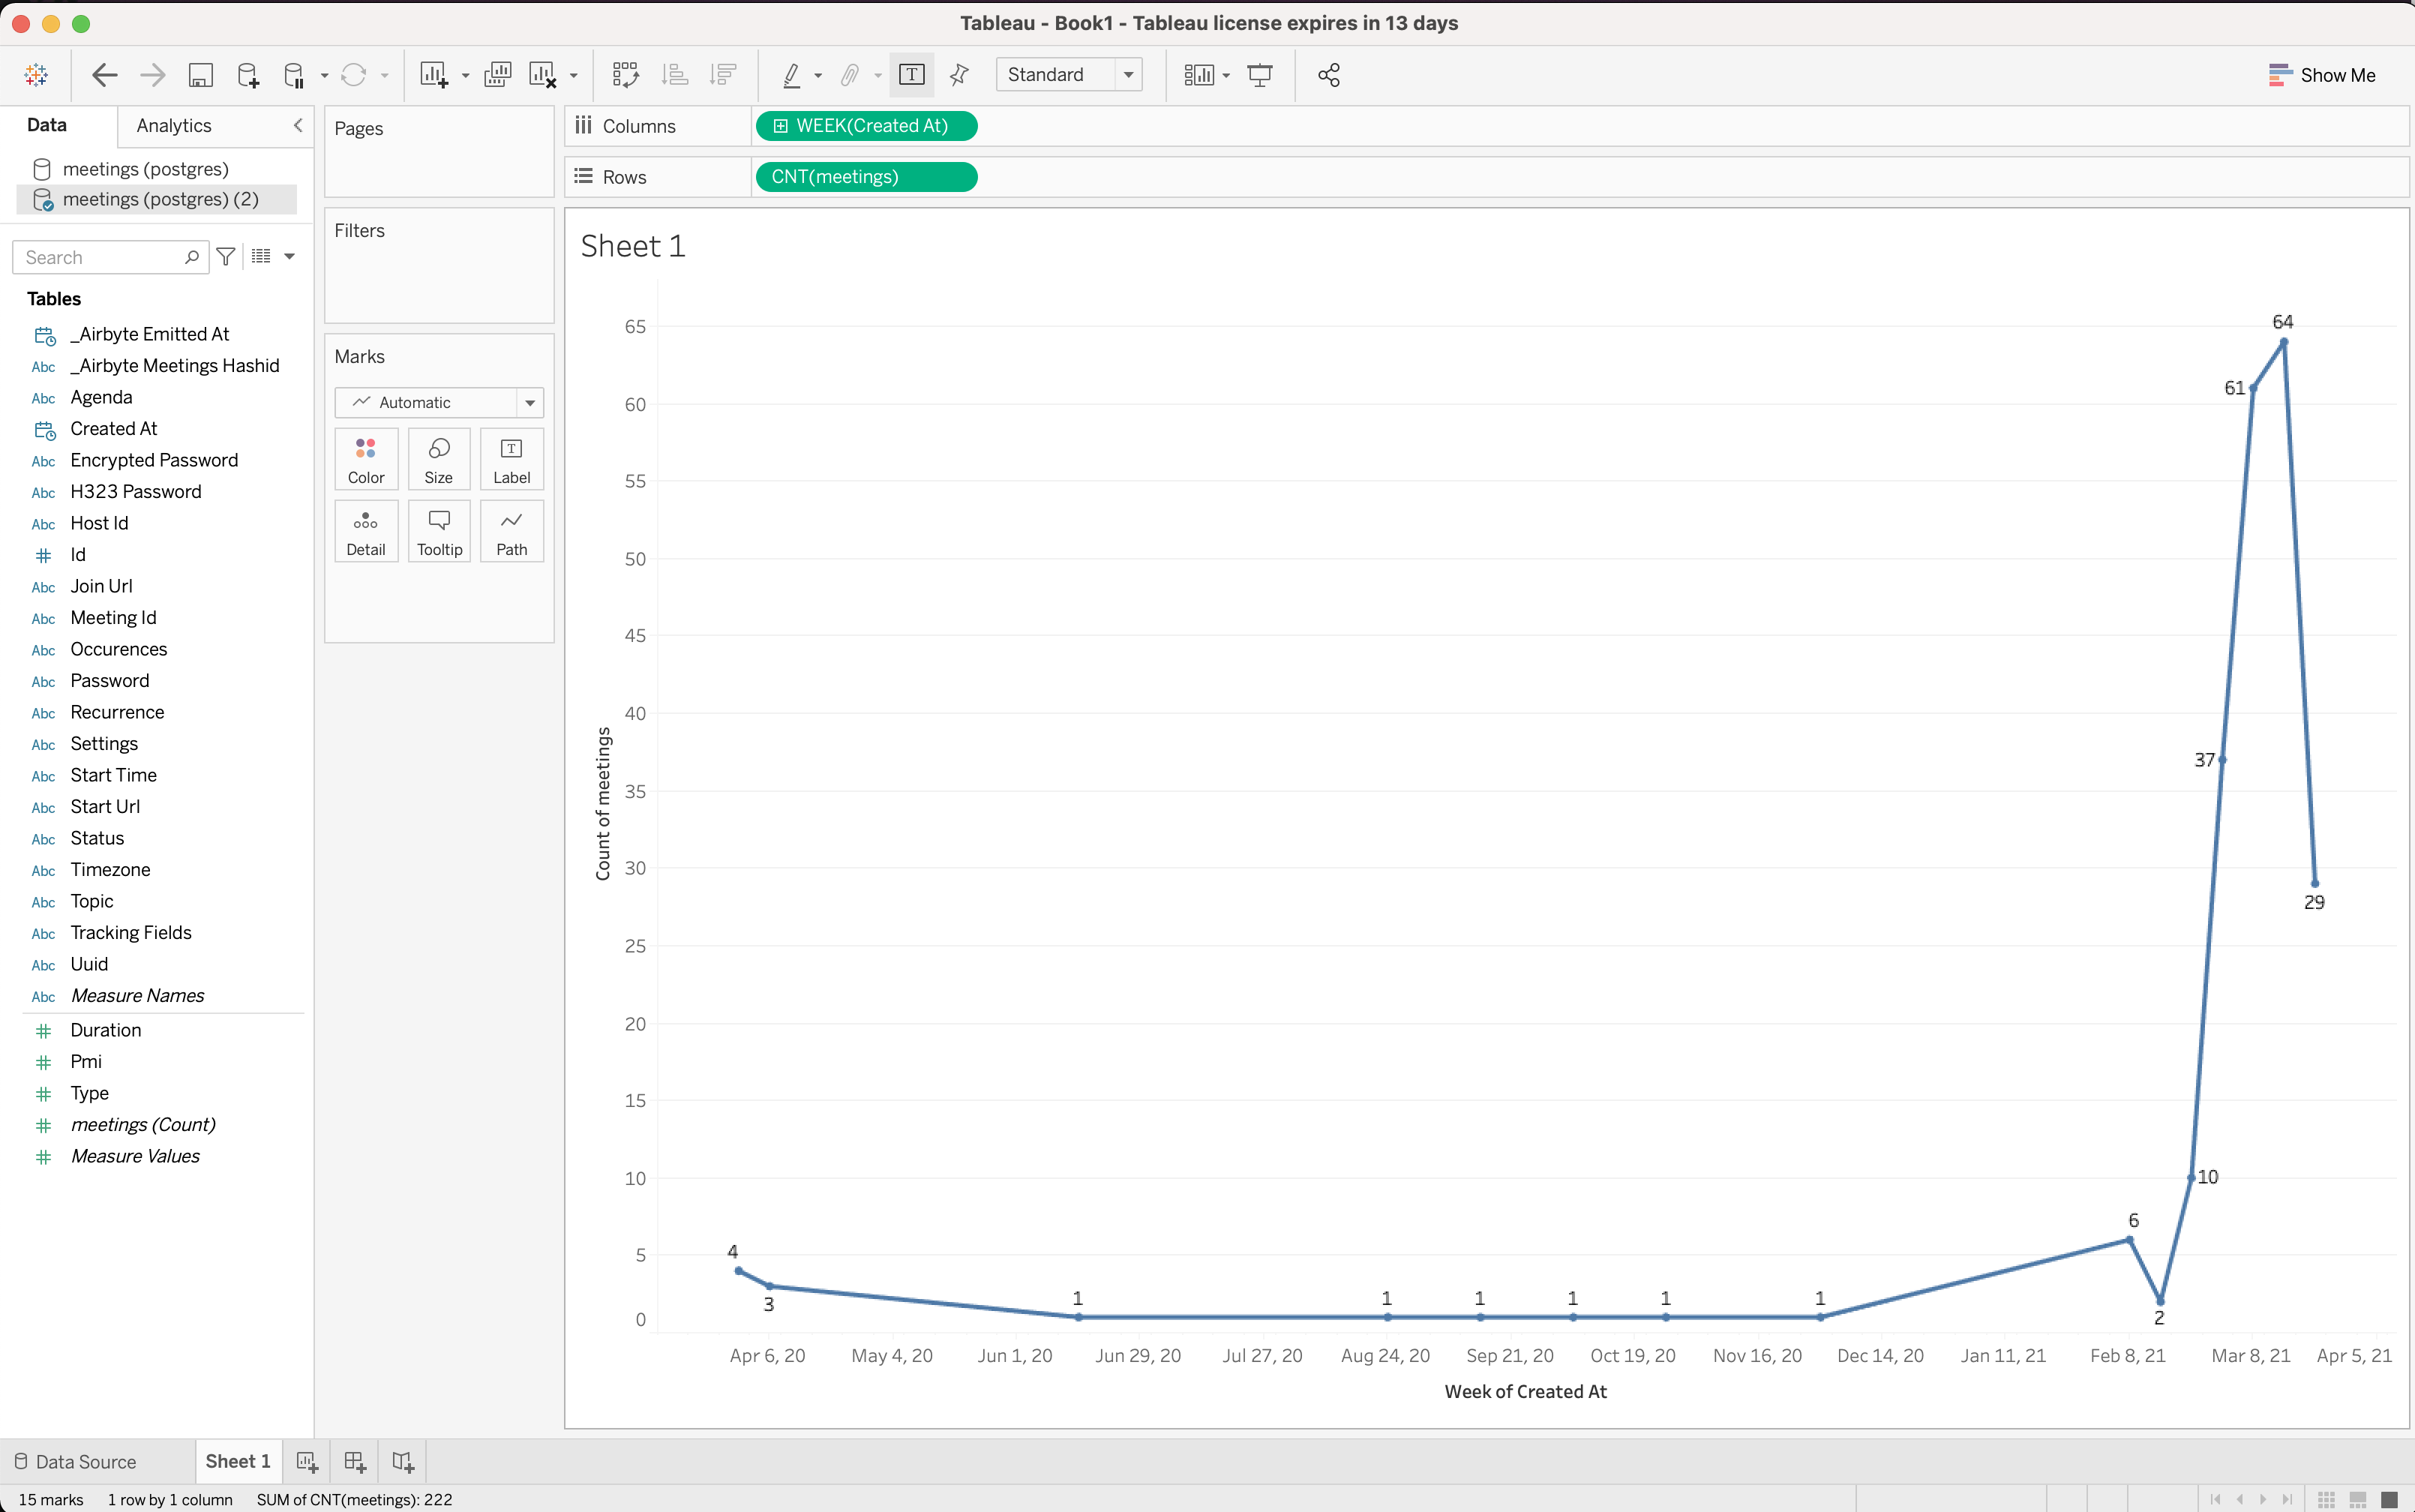 Tableau - Book1 - Tableau license expires in 13 days
Standard
Show Me
Data
Analytics
meetings (postgres)
meetings (postgres) (2)
Search
Tables
_Airbyte Emitted At
Abc _Airbyte Meetings Hashid
Abc Agenda
Created At
Abc Encrypted Password
Abc H323 Password
Abc Host Id
Id
Abc Join Url
Abc Meeting Id
Abc Occurences
Abc Password
Abc Recurrence
Abc Settings
Abc Start Time
Abc Start Url
Abc Status
Abc Timezone
Abc Topic
Abc Tracking Fields
Abc Uuid
Abc Measure Names
Duration
Pmi
Type
meetings (Count)
Measure Values
Pages
Filters
Marks
Automatic
Color Size Label
Detail Tooltip Path
Columns WEEK(Created At)
Rows CNT(meetings)
Sheet 1
Count of meetings
65
60
55
50
45
40
35
30
25
20
15
10
5
0
4
3
1
1
1
1
1
1
6
2
10
37
61
64
29
Apr 6, 20 May 4, 20 Jun 1, 20 Jun 29, 20 Jul 27, 20 Aug 24, 20 Sep 21, 20 Oct 19, 20 Nov 16, 20 Dec 14, 20 Jan 11, 21 Feb 8, 21 Mar 8, 21 Apr 5, 21
Week of Created At
Data Source Sheet 1
15 marks 1 row by 1 column SUM of CNT(meetings): 222